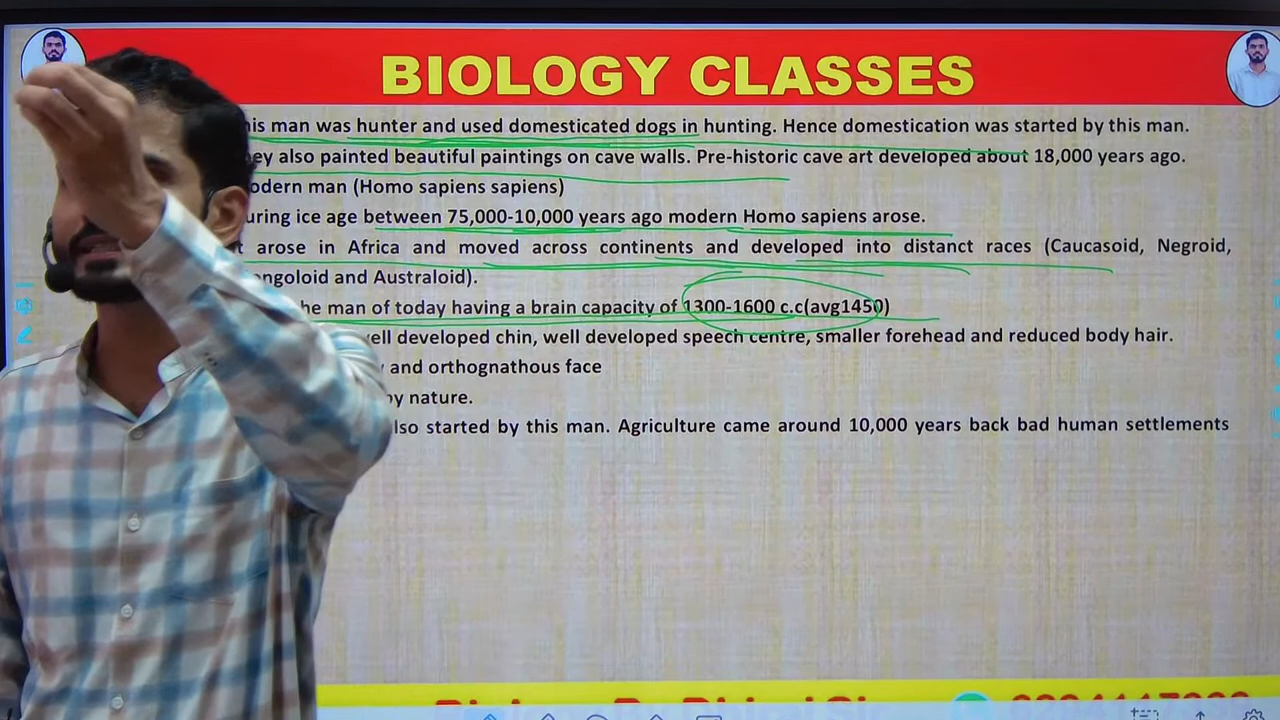 BIOLOGY CLASSES
his man was hunter and used domesticated dogs in hunting. Hence domestication was started by this man.
ey also painted beautiful paintings on cave walls. Pre-historic cave art developed about 18,000 years ago.
odern man (Homo sapiens sapiens)
uring ice age between 75,000-10,000 years ago modern Homo sapiens arose.
t arose in Africa and moved across continents and developed into distanct races (Caucasoid, Negroid,
ngoloid and Australoid).
he man of today having a brain capacity of 1300-1600 c.c(avg1450)
ell developed chin, well developed speech centre, smaller forehead and reduced body hair.
and orthognathous face
by nature.
lso started by this man. Agriculture came around 10,000 years back bad human settlements